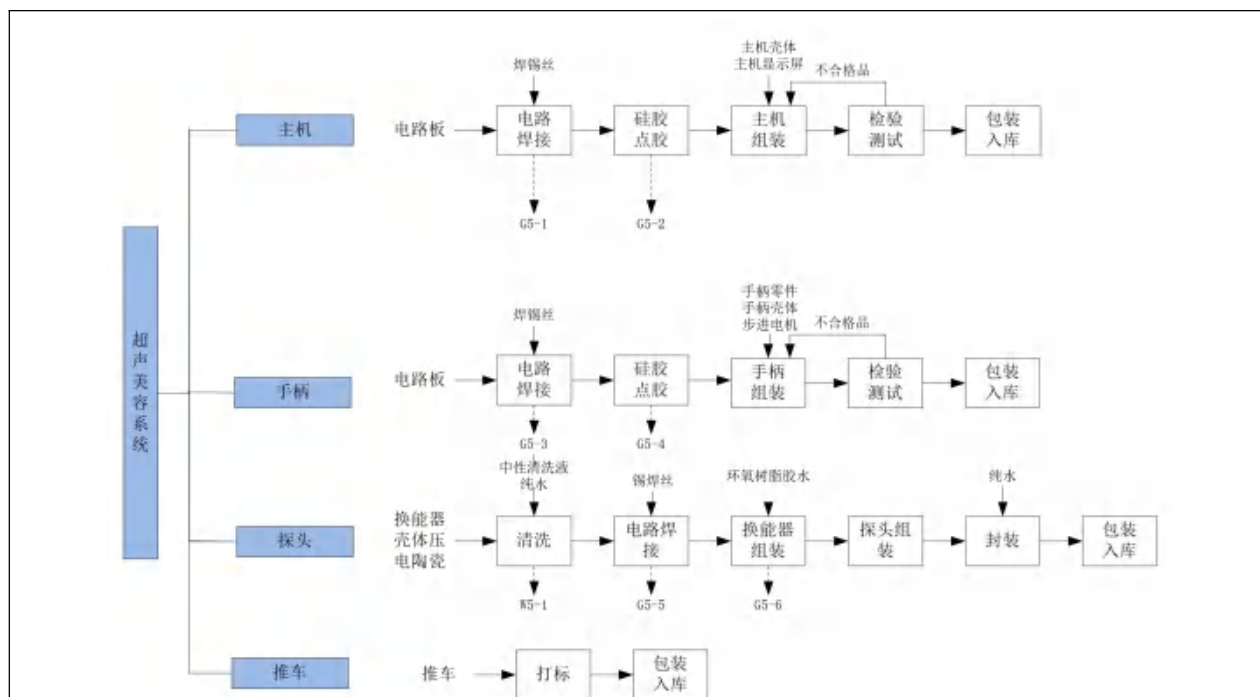 超声美容系统
主机
电路板
焊锡丝
电路
焊接
G5-1
硅胶
点胶
G5-2
主机壳体
主机显示屏
主机
组装
不合格品
检验
测试
包装
入库
手柄
电路板
焊锡丝
电路
焊接
G5-3
硅胶
点胶
G5-4
手柄零件
手柄壳体
步进电机
手柄
组装
不合格品
检验
测试
包装
入库
探头
换能器
壳体压
电陶瓷
中性清洗液
纯水
清洗
W5-1
锡焊丝
电路焊
接
G5-5
环氧树脂胶水
换能器
组装
G5-6
探头组
装
纯水
封装
包装
入库
推车
推车
打标
包装
入库